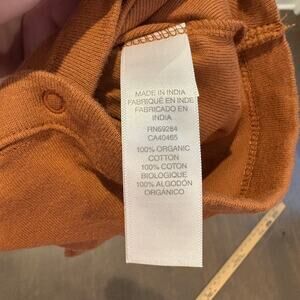 MADE IN INDIA
FABRIQUÉ EN INDE
FABRICADO EN
INDIA
RN59284
CA40465
100% ORGANIC
COTTON
100% COTON
BIOLOGIQUE
100% ALGODÓN
ORGÁNICO